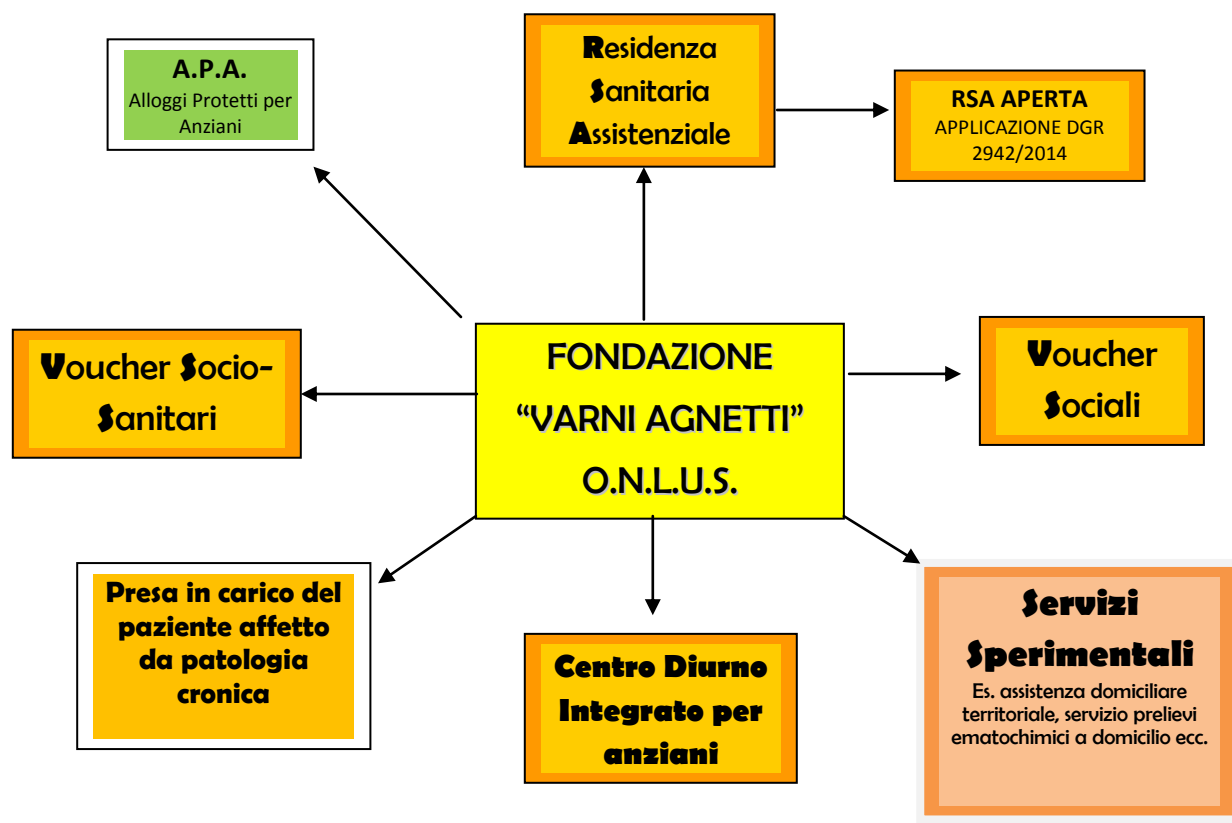 A.P.A.
Alloggi Protetti per
Anziani
Residenza
Sanitaria
Assistenziale
RSA APERTA
APPLICAZIONE DGR
2942/2014
Voucher Socio-
Sanitari
FONDAZIONE
“VARNI AGNETTI”
O.N.L.U.S.
Voucher
Sociali
Presa in carico del
paziente affetto
da patologia
cronica
Centro Diurno
Integrato per
anziani
Servizi
Sperimentali
Es. assistenza domiciliare
territoriale, servizio prelievi
ematochimici a domicilio ecc.